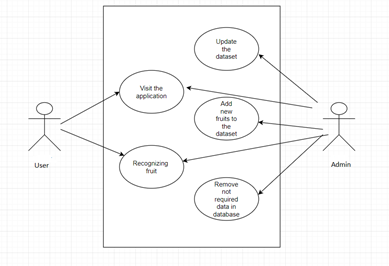 Update
the
dataset
Visit the
application
Add
new
fruits to
the
dataset
User
Recognizing
fruit
Admin
Remove
not
required
data in
database